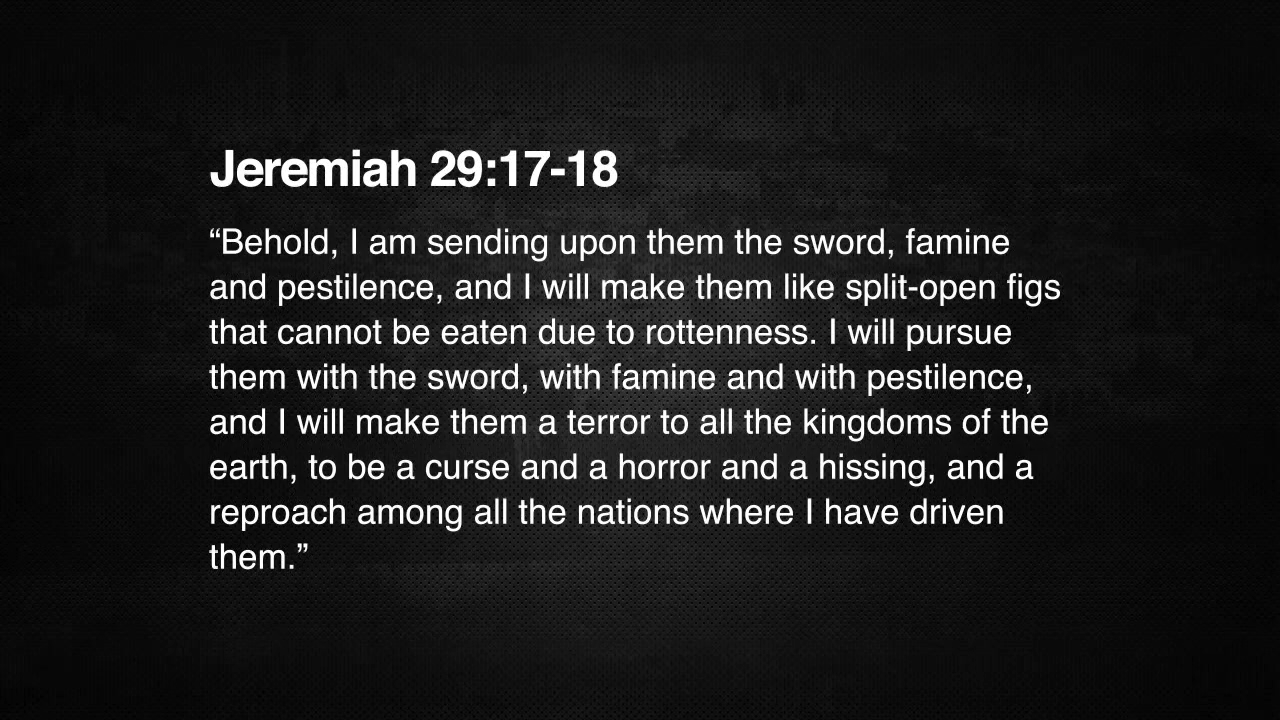 Jeremiah 29:17-18
“Behold, I am sending upon them the sword, famine
and pestilence, and I will make them like split-open figs
that cannot be eaten due to rottenness. I will pursue
them with the sword, with famine and with pestilence,
and I will make them a terror to all the kingdoms of the
earth, to be a curse and a horror and a hissing, and a
reproach among all the nations where I have driven
them.”